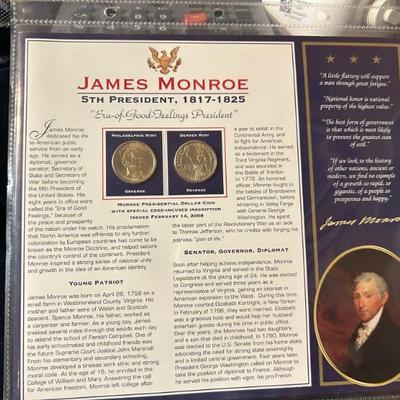 JAMES MONROE
5TH PRESIDENT, 1817-1825
"Era-of-Good-Feelings President"
James Monroe
dedicated his life
to American public
service from an early
age. He served as a
diplomat, governor,
senator, Secretary of
State and Secretary of
War before becoming
the fifth President of
the United States. His
eight years in office were
called the "Era of Good
Feelings," because of
the peace and prosperity
of the nation under his watch. His proclamation
that North America was off-limits to any further
colonization by European countries has come to be
known as the Monroe Doctrine, and helped secure
the country's control of the continent. President
Monroe inspired a strong sense of national unity
and growth in the idea of an American identity.
YOUNG PATRIOT
James Monroe was born on April 28, 1758 on a
small farm in Westmoreland County, Virginia. His
mother and father were of Welsh and Scottish
descent. Spence Monroe, his father, worked as
a carpenter and farmer. As a young boy, James
trekked several miles through the woods each day
to attend the school of Parson Campbell. One of
his early schoolmates and childhood friends was
the future Supreme Court Justice John Marshall.
From his elementary and secondary schooling,
Monroe developed a tireless work ethic and strong
moral code. At the age of 16, he enrolled in the
College of William and Mary. Answering the call
for American freedom, Monroe left college after
PHILADELPHIA MINT
DENVER MINT
OBVERSE
OBVERSE
MONROE PRESIDENTIAL DOLLAR COIN
WITH SPECIAL EDGE-INCUSED INSCRIPTION
ISSUED FEBRUARY 14, 2008
a year to enlist in the
Continental Army, and
to fight for American
Independence. He
served as a lieutenant in
the Third Virginia Regiment,
and was wounded in
the Battle of Trenton
in 1776. As an honored
officer, Monroe fought in
the battles of Brandywine
and Germantown, before
wintering in Valley Forge
with General George
Washington. He spent
the latter part of the Revolutionary War as an aide
to Thomas Jefferson, who he credits with forging his
patriotic "plan of life."
SENATOR, GOVERNOR, DIPLOMAT
Soon after helping achieve independence, Monroe
returned to Virginia and served in the State
Legislature at the young age of 24. He was elected
to Congress and served three years as a
representative of Virginia, gaining an interest in
American expansion to the West. During this time,
Monroe courted Elizabeth Kortright, a New Yorker.
In February of 1786, they were married. Elizabeth
was a gracious host and would help her husband
entertain guests during his time in public office.
Over the years, the Monroes had two daughters
and a son that died in childhood. In 1790, Monroe
was elected to the U.S. Senate from his home state,
advocating the need for strong state sovereignty
and a limited central government. Four years later,
President George Washington called on Monroe to
take the position of diplomat to France. Although
he served his position with vigor, his pro-French
"A little flattery will support
a man through great fatigue."
"National honor is national
property of the highest value."
"The best form of government
is that which is most likely
to prevent the greatest sum
of evil."
"If we look to the history
of other nations, ancient or
modern, we find no example
of a growth so rapid, so
gigantic, of a people so
prosperous and happy."
James Monroe